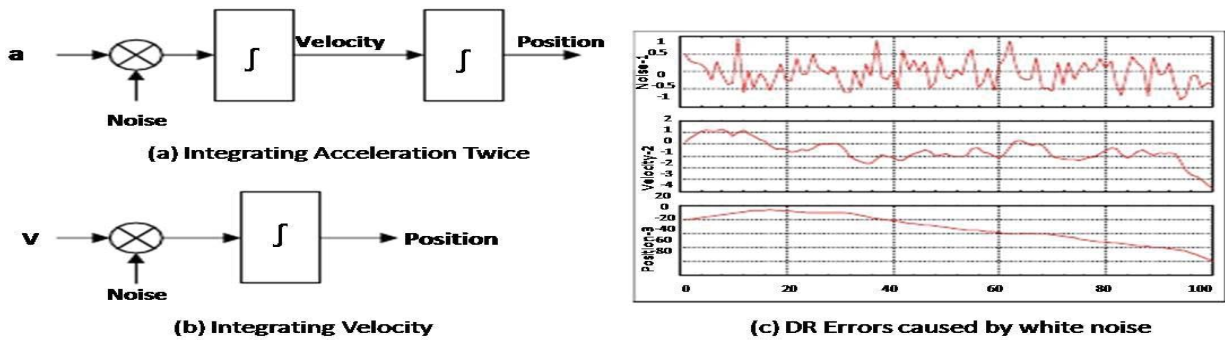 a
Noise
∫
Velocity
∫
Position
(a) Integrating Acceleration Twice
v
Noise
∫
Position
(b) Integrating Velocity
Noise-1
1
0.5
0
-0.5
-1
Velocity-2
2
1
0
-1
-2
-3
-4
Position-3
20
0
-20
-40
-60
80
0 20 40 60 80 100
(c) DR Errors caused by white noise